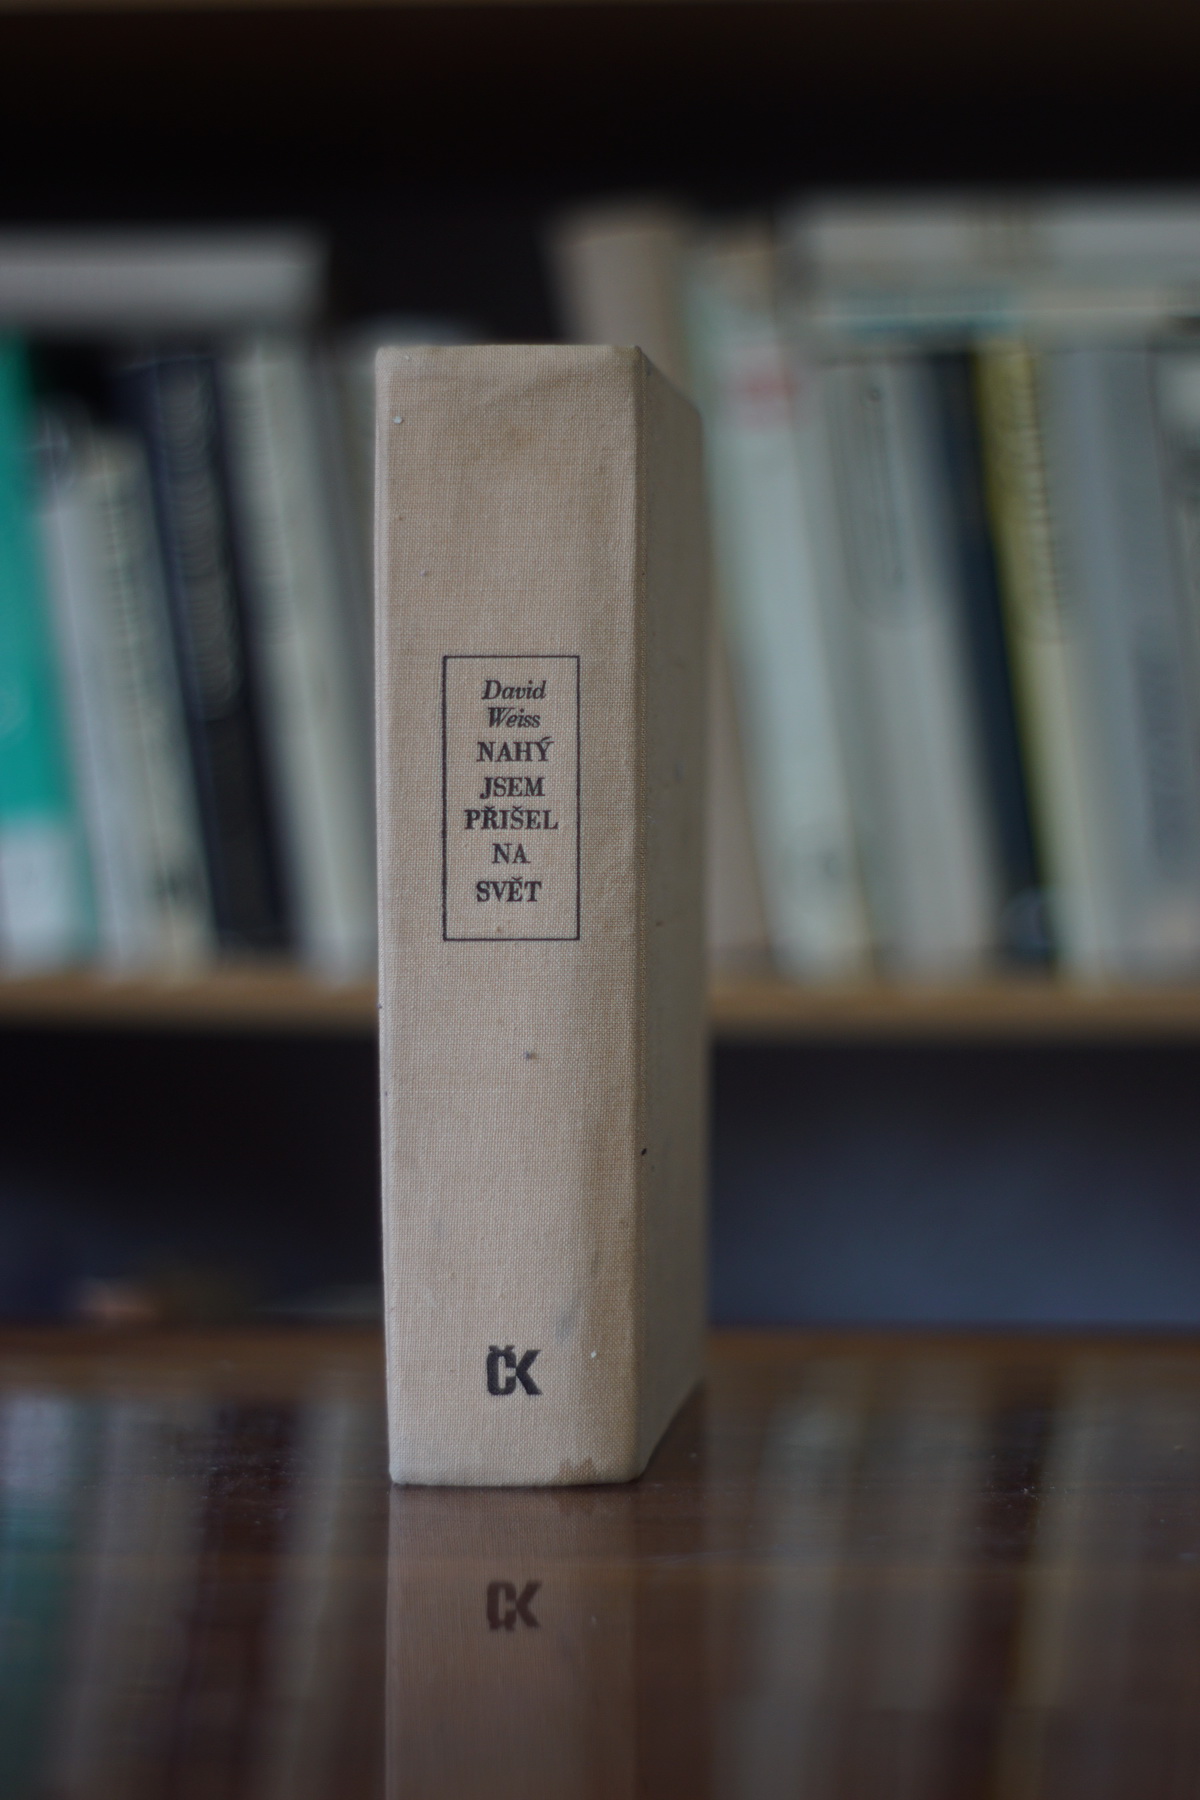 David
Weiss
NAHÝ
JSEM
PŘIŠEL
NA
SVĚT
ČK